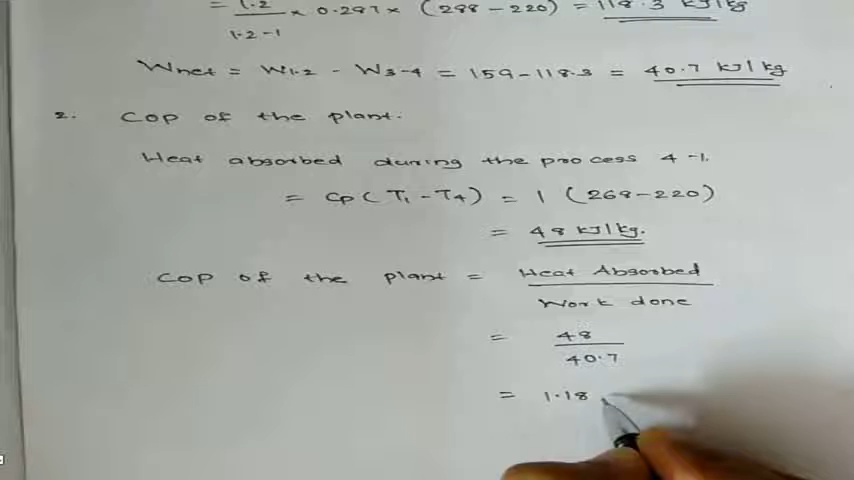 = 1.2 / 1.2-1 × 0.287 × (288-220) = 118.3 kJ/kg
Wnet = W1-2 - W3-4 = 159-118.3 = 40.7 kJ/kg
2. COP of the plant.
Heat absorbed during the process 4-1.
= Cp(T1-T4) = 1 (268-220)
= 48 kJ/kg.
COP of the plant = Heat Absorbed / Work done
= 48 / 40.7
= 1.18